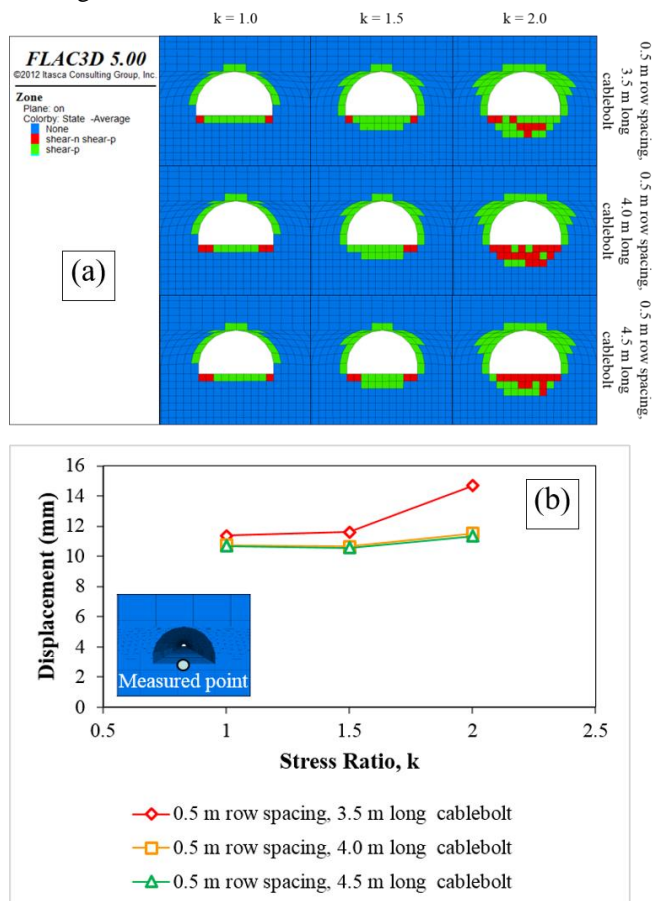 k = 1.0
k = 1.5
k = 2.0
FLAC3D 5.00
©2012 Itasca Consulting Group, Inc.
Zone
Plane: on
Colorby: State -Average
None
shear-n shear-p
shear-p
(a)
0.5 m row spacing,
3.5 m long
cablebolt
0.5 m row spacing,
4.0 m long
cablebolt
0.5 m row spacing,
4.5 m long
cablebolt
(b)
16
14
12
10
8
6
4
2
0
Displacement (mm)
Measured point
0.5
1
1.5
2
2.5
Stress Ratio, k
0.5 m row spacing, 3.5 m long cablebolt
0.5 m row spacing, 4.0 m long cablebolt
0.5 m row spacing, 4.5 m long cablebolt